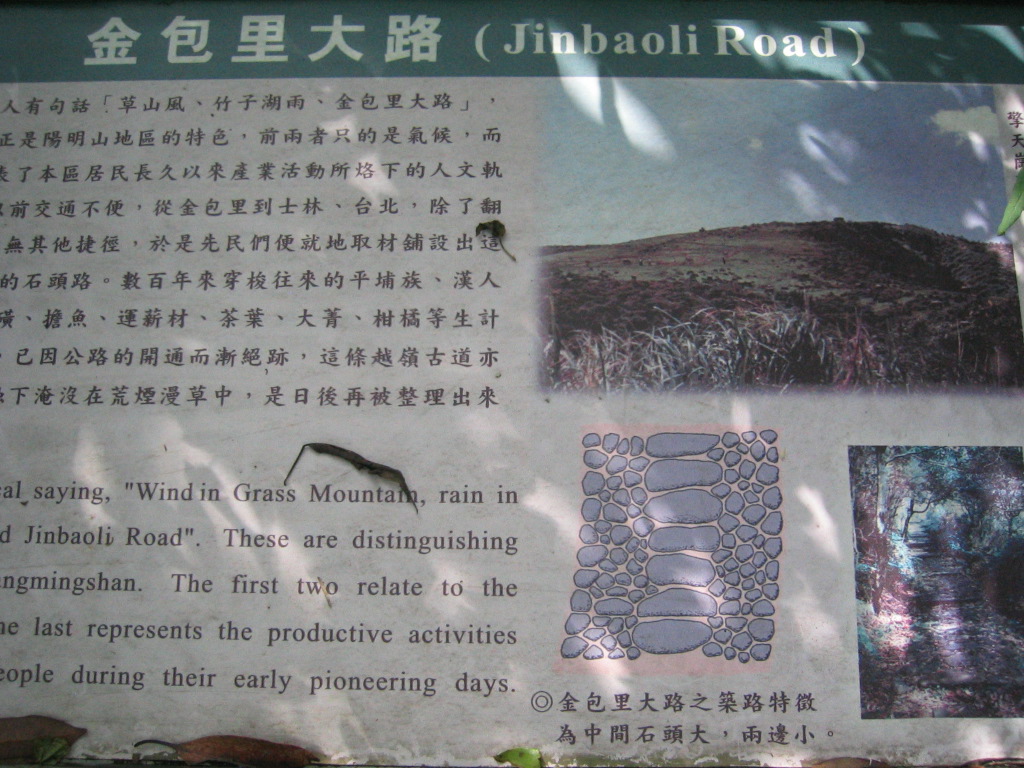 金包里大路 (Jinbaoli Road)
人有句話「草山風、竹子湖雨、金包里大路」，
正是陽明山地區的特色，前兩者只的是氣候，而
表了本區居民長久以來產業活動所烙下的人文軌
前交通不便，從金包里到士林、台北，除了翻
無其他捷徑，於是先民們便就地取材舖設出這
的石頭路。數百年來穿梭往來的平埔族、漢人
磺、擔魚、運薪材、茶葉、大菁、柑橘等生計
，已因公路的開通而漸絕跡，這條越嶺古道亦
下淹沒在荒煙漫草中，是日後再被整理出來
cal saying, "Wind in Grass Mountain, rain in
d Jinbaoli Road". These are distinguishing
angmingshan. The first two relate to the
he last represents the productive activities
eople during their early pioneering days.
擎天崗
◎金包里大路之築路特徵
為中間石頭大，兩邊小。